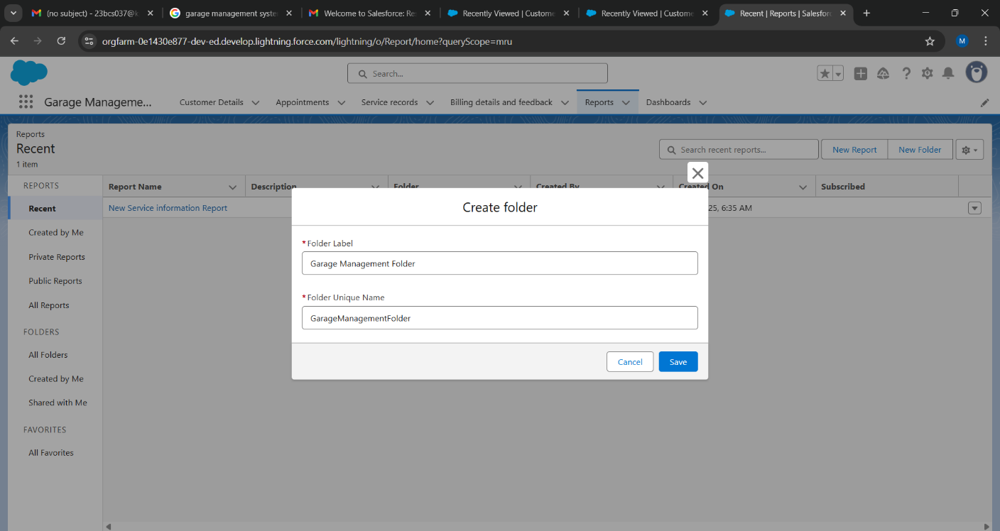 (no subject) - 23bcs037@k
garage management syste
Welcome to Salesforce: Re
Recently Viewed | Custome
Recently Viewed | Custome
Recent | Reports | Salesforc
orgfarm-0e1430e877-dev-ed.develop.lightning.force.com/lightning/o/Report/home?queryScope=mru
M
Search...
Garage Manageme...
Customer Details
Appointments
Service records
Billing details and feedback
Reports
Dashboards
Reports
Recent
1 item
Search recent reports...
New Report
New Folder
REPORTS
Report Name
Description
Folder
Created By
Created On
Subscribed
Recent
New Service information Report
25, 6:35 AM
Created by Me
Private Reports
Public Reports
All Reports
FOLDERS
All Folders
Created by Me
Shared with Me
FAVORITES
All Favorites
Create folder
* Folder Label
Garage Management Folder
* Folder Unique Name
GarageManagementFolder
Cancel
Save